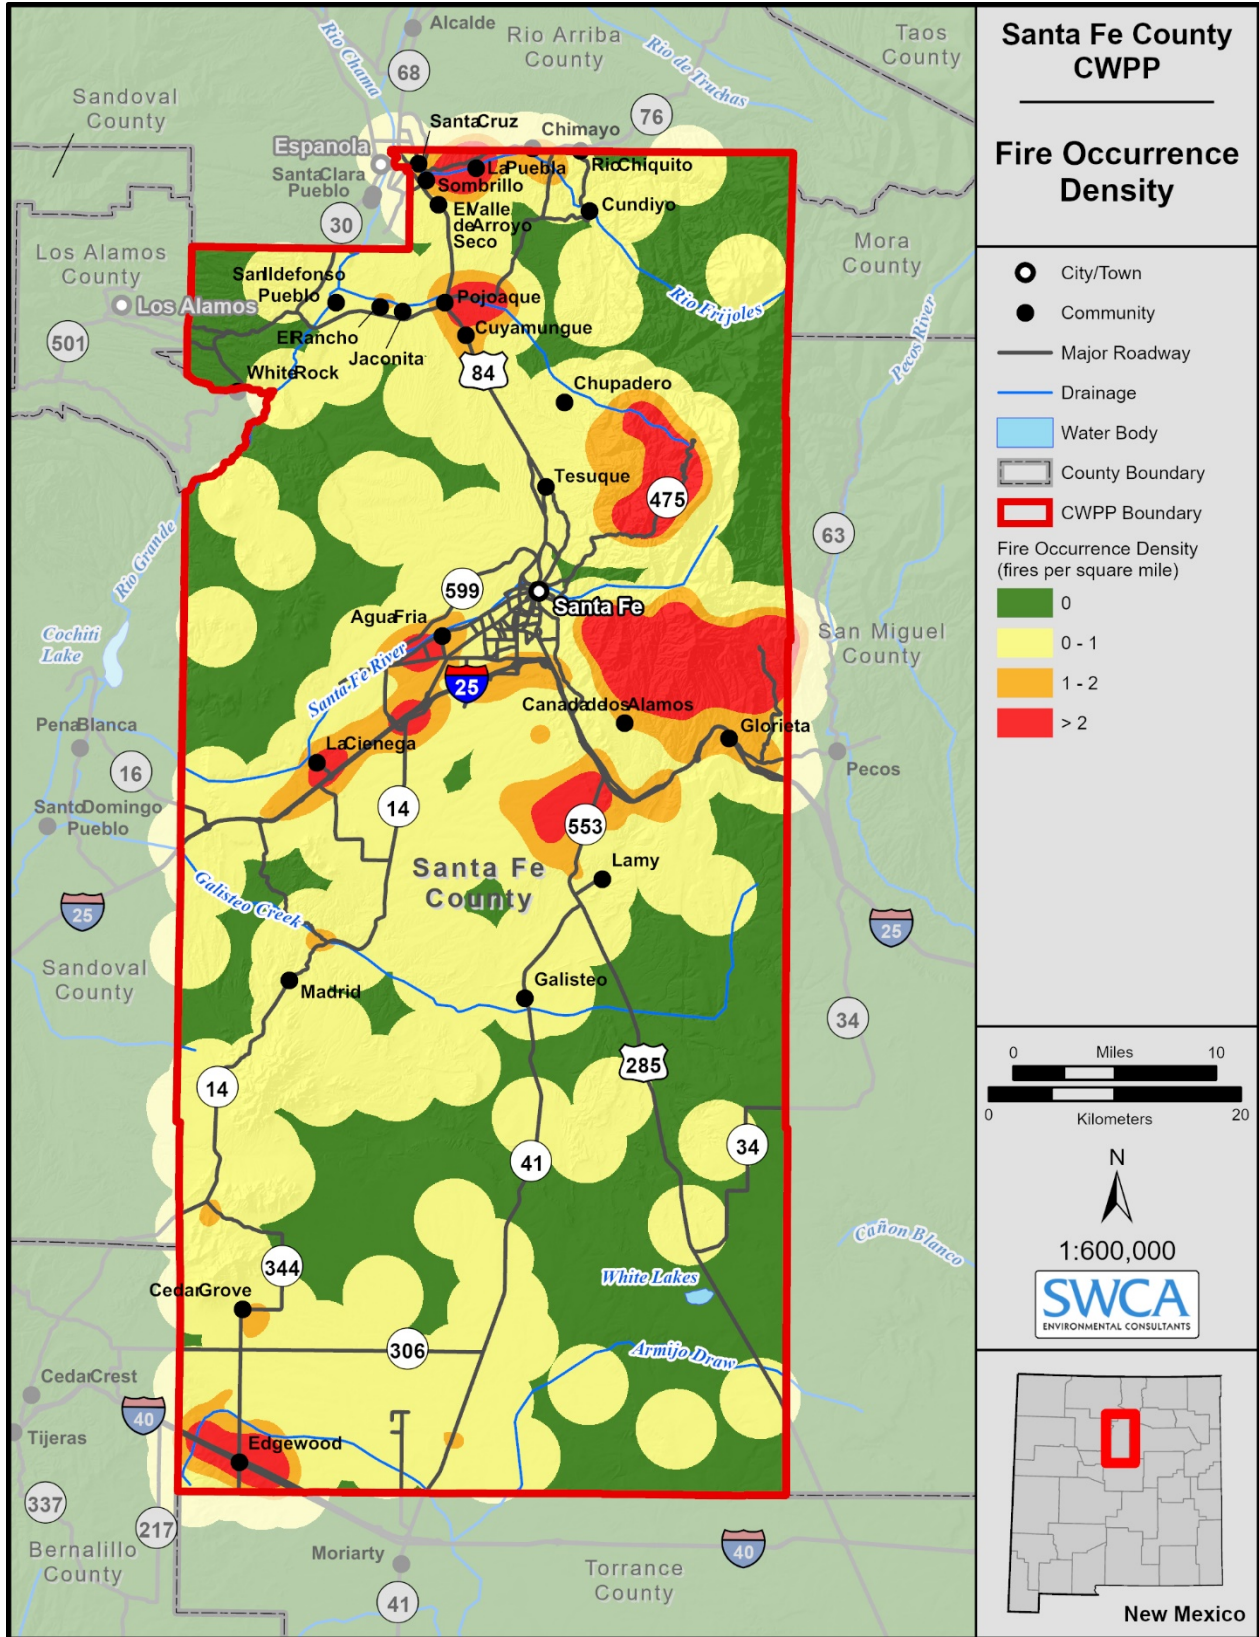 Santa Fe County
CWPP
Fire Occurrence
Density
City/Town
Community
Major Roadway
Drainage
Water Body
County Boundary
CWPP Boundary
Fire Occurrence Density
(fires per square mile)
0
0 - 1
1 - 2
> 2
0 Miles 10
0 Kilometers 20
N
1:600,000
SWCA
ENVIRONMENTAL CONSULTANTS
New Mexico
Alcalde
Rio Arriba
County
Taos
County
Rio Chama
68
Rio de Truchas
Sandoval
County
76
Santa Cruz
Chimayo
Espanola
La Puebla
Rio Chiquito
Santa Clara
Pueblo
Sombrillo
El Valle
de Arroyo
Seco
Cundiyo
30
Mora
County
Los Alamos
County
San Ildefonso
Pueblo
Los Alamos
Pojoaque
Rio Frijoles
Pecos River
El Rancho
Cuyamungue
501
Jaconita
White Rock
84
Chupadero
Tesuque
475
63
Rio Grande
599
Santa Fe
Agua Fria
San Miguel
County
Cochiti
Lake
Santa Fe River
25
Canada de los Alamos
Glorieta
Pena Blanca
La Cienega
Pecos
16
14
Santo Domingo
Pueblo
553
Lamy
Santa Fe
County
Galisteo Creek
25
25
Sandoval
County
Madrid
Galisteo
34
285
14
34
41
Cañon Blanco
344
White Lakes
Cedar Grove
306
Armijo Draw
Cedar Crest
40
Tijeras
Edgewood
337
217
Bernalillo
County
Moriarty
40
Torrance
County
41